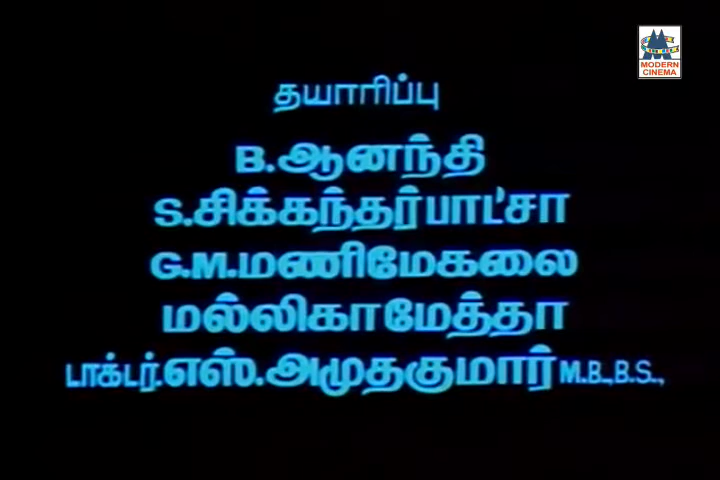 MODERN
CINEMA
தயாரிப்பு
B.ஆனந்தி
S.சிக்கந்தர்பாட்சா
G.M.மணிமேகலை
மல்லிகாமேத்தா
டாக்டர்.எஸ்.அமுதகுமார் M.B.,B.S.,